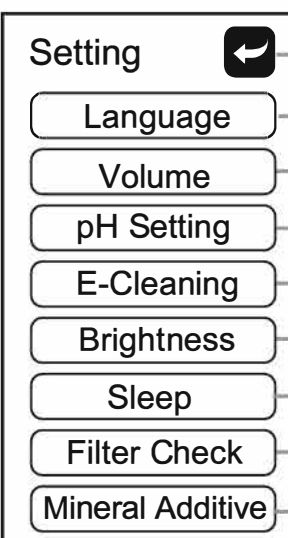 Setting
Language
Volume
pH Setting
E-Cleaning
Brightness
Sleep
Filter Check
Mineral Additive